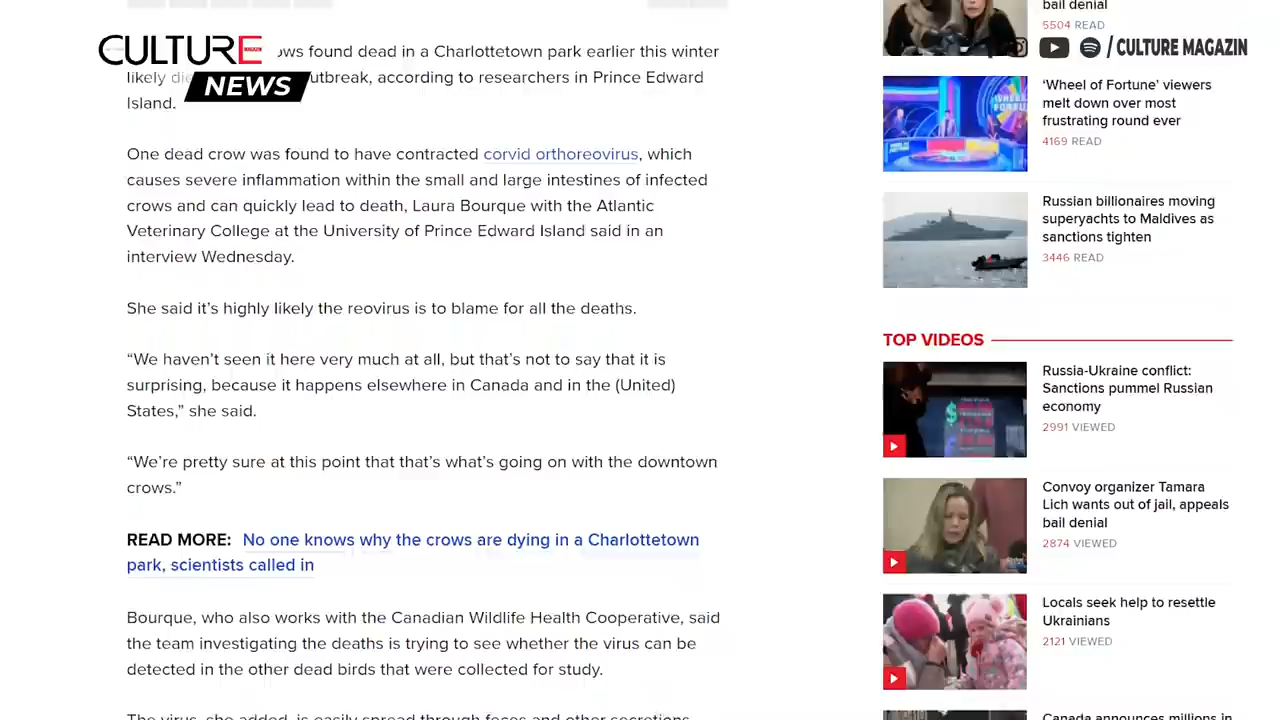 CULTURE
NEWS
ows found dead in a Charlottetown park earlier this winter
likely die utbreak, according to researchers in Prince Edward
Island.
One dead crow was found to have contracted corvid orthoreovirus, which
causes severe inflammation within the small and large intestines of infected
crows and can quickly lead to death, Laura Bourque with the Atlantic
Veterinary College at the University of Prince Edward Island said in an
interview Wednesday.
She said it’s highly likely the reovirus is to blame for all the deaths.
“We haven’t seen it here very much at all, but that’s not to say that it is
surprising, because it happens elsewhere in Canada and in the (United)
States,” she said.
“We’re pretty sure at this point that that’s what’s going on with the downtown
crows.”
READ MORE: No one knows why the crows are dying in a Charlottetown
park, scientists called in
Bourque, who also works with the Canadian Wildlife Health Cooperative, said
the team investigating the deaths is trying to see whether the virus can be
detected in the other dead birds that were collected for study.
The virus, she added, is easily spread through feces and other secretions
bail denial
5504 READ
/ CULTURE MAGAZIN
‘Wheel of Fortune’ viewers
melt down over most
frustrating round ever
4169 READ
Russian billionaires moving
superyachts to Maldives as
sanctions tighten
3446 READ
TOP VIDEOS
Russia-Ukraine conflict:
Sanctions pummel Russian
economy
2991 VIEWED
Convoy organizer Tamara
Lich wants out of jail, appeals
bail denial
2874 VIEWED
Locals seek help to resettle
Ukrainians
2121 VIEWED
Canada announces millions in